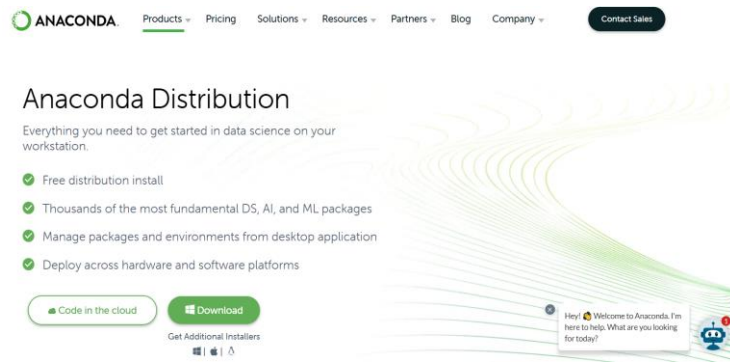 ANACONDA.
Products
Pricing
Solutions
Resources
Partners
Blog
Company
Contact Sales
Anaconda Distribution
Everything you need to get started in data science on your
workstation.
Free distribution install
Thousands of the most fundamental DS, AI, and ML packages
Manage packages and environments from desktop application
Deploy across hardware and software platforms
Code in the cloud
Download
Get Additional Installers
Hey! Welcome to Anaconda. I'm
here to help. What are you looking
for today?
1